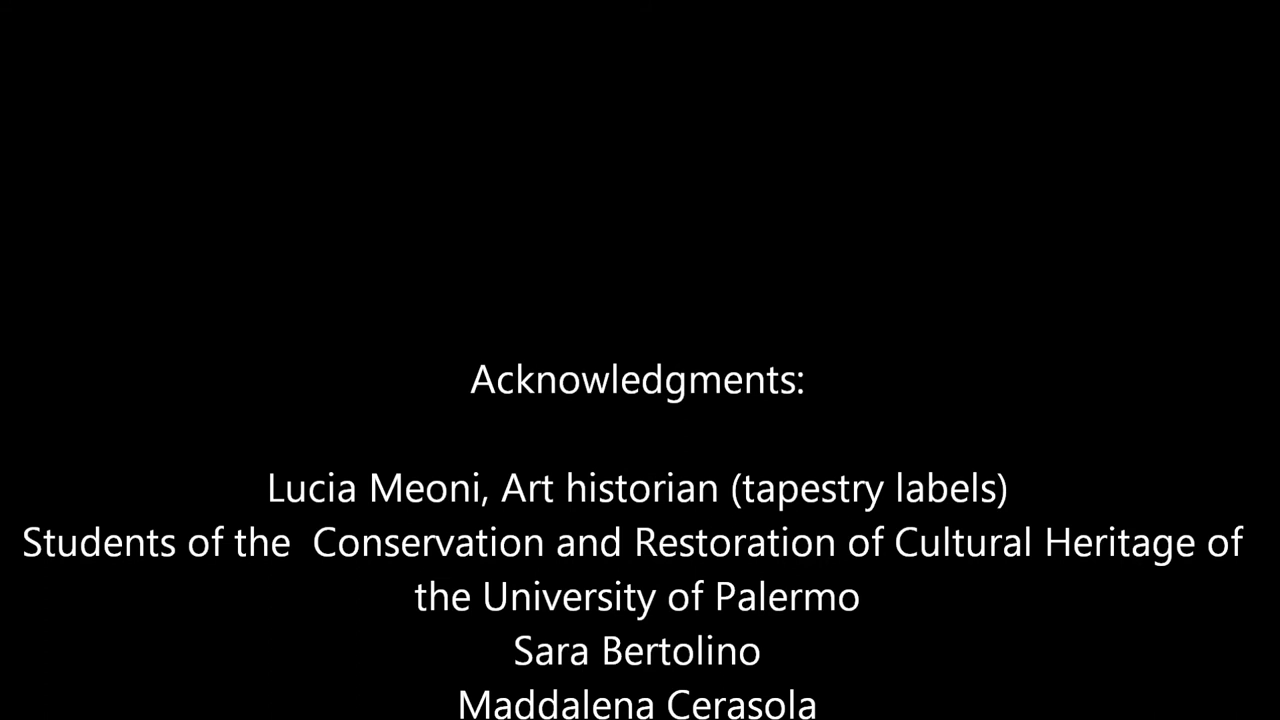 Acknowledgments:
Lucia Meoni, Art historian (tapestry labels)
Students of the  Conservation and Restoration of Cultural Heritage of
the University of Palermo
Sara Bertolino
Maddalena Cerasola